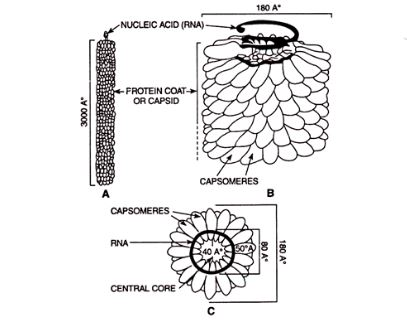 180 A°
NUCLEIC ACID (RNA)
3000 A°
PROTEIN COAT
OR CAPSID
CAPSOMERES
A
B
CAPSOMERES
RNA
40 A°
50°A
80 A°
180 A°
CENTRAL CORE
C